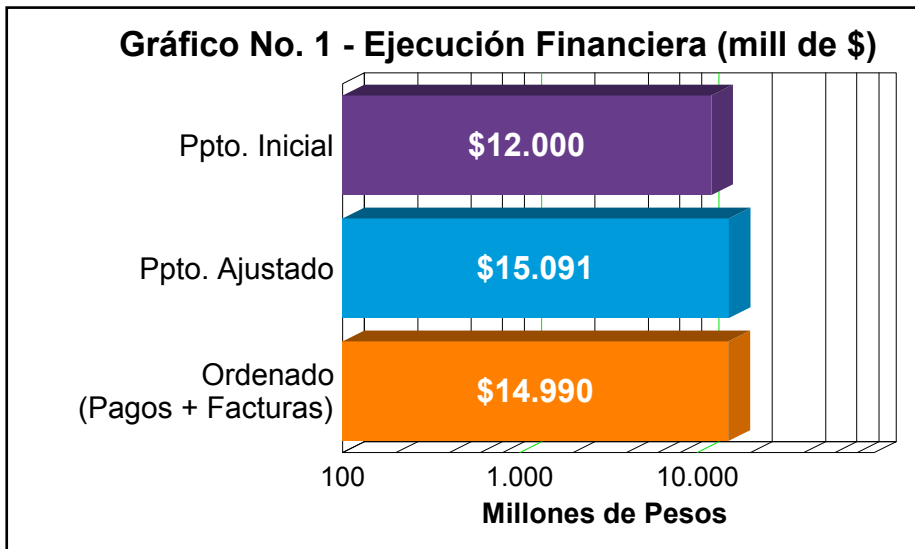 Gráfico No. 1 - Ejecución Financiera (mill de $)
Ppto. Inicial
$12.000
Ppto. Ajustado
$15.091
Ordenado
(Pagos + Facturas)
$14.990
100
1.000
10.000
Millones de Pesos